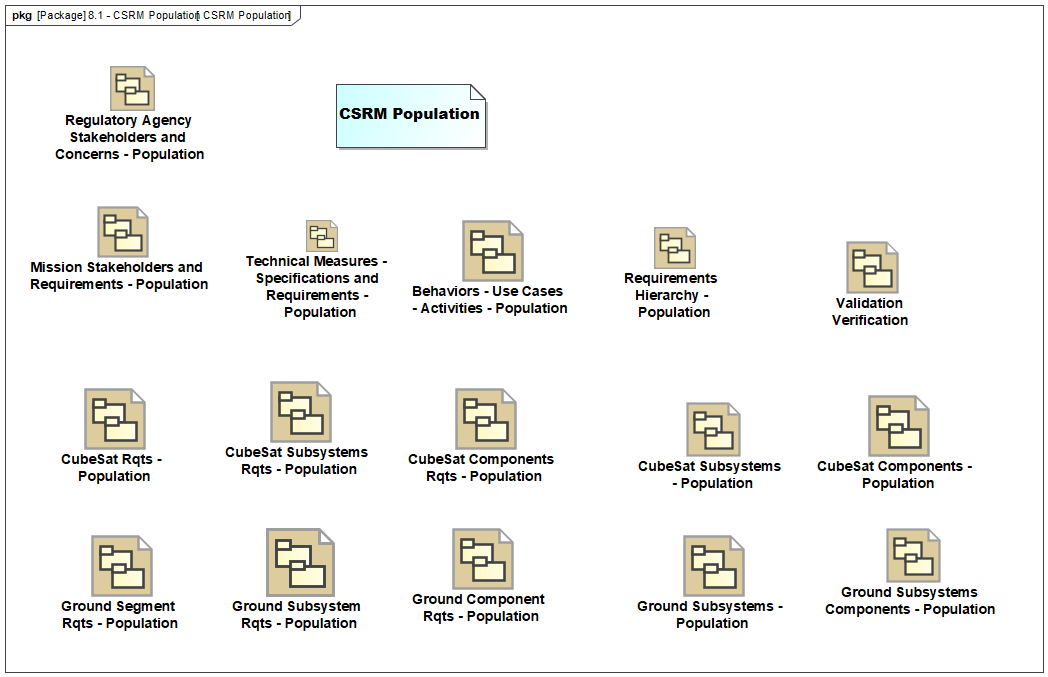 pkg [Package] 8.1 - CSRM Population[ CSRM Population]
Regulatory Agency
Stakeholders and
Concerns - Population
CSRM Population
Mission Stakeholders and
Requirements - Population
Technical Measures -
Specifications and
Requirements -
Population
Behaviors - Use Cases
- Activities - Population
Requirements
Hierarchy -
Population
Validation
Verification
CubeSat Rqts -
Population
CubeSat Subsystems
Rqts - Population
CubeSat Components
Rqts - Population
CubeSat Subsystems
- Population
CubeSat Components -
Population
Ground Segment
Rqts - Population
Ground Subsystem
Rqts - Population
Ground Component
Rqts - Population
Ground Subsystems -
Population
Ground Subsystems
Components - Population